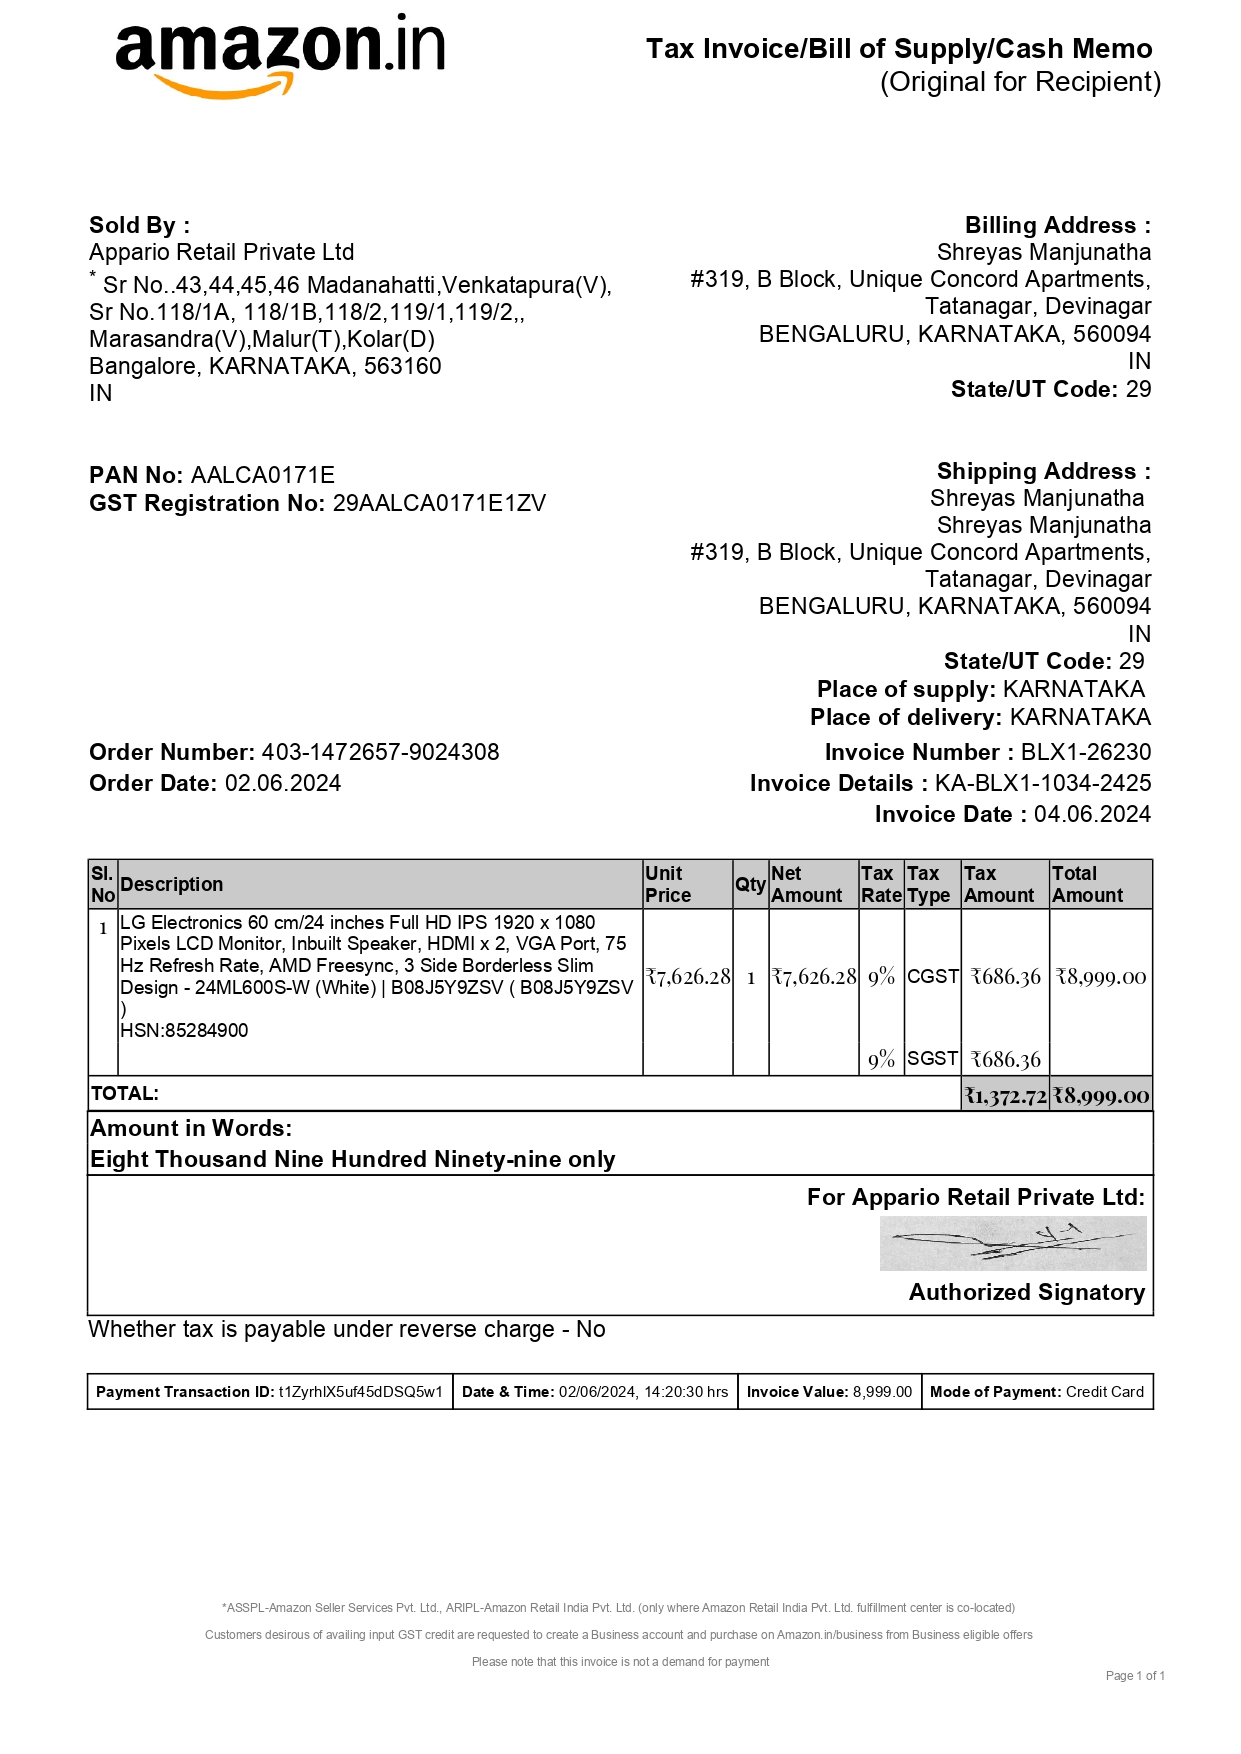 amazon.in
Tax Invoice/Bill of Supply/Cash Memo
(Original for Recipient)
Sold By :
Appario Retail Private Ltd
* Sr No..43,44,45,46 Madanahatti,Venkatapura(V),
Sr No.118/1A, 118/1B,118/2,119/1,119/2,,
Marasandra(V),Malur(T),Kolar(D)
Bangalore, KARNATAKA, 563160
IN
Billing Address :
Shreyas Manjunatha
#319, B Block, Unique Concord Apartments,
Tatanagar, Devinagar
BENGALURU, KARNATAKA, 560094
IN
State/UT Code: 29
PAN No: AALCA0171E
GST Registration No: 29AALCA0171E1ZV
Shipping Address :
Shreyas Manjunatha
Shreyas Manjunatha
#319, B Block, Unique Concord Apartments,
Tatanagar, Devinagar
BENGALURU, KARNATAKA, 560094
IN
State/UT Code: 29
Place of supply: KARNATAKA
Place of delivery: KARNATAKA
Order Number: 403-1472657-9024308
Order Date: 02.06.2024
Invoice Number : BLX1-26230
Invoice Details : KA-BLX1-1034-2425
Invoice Date : 04.06.2024
Sl. No Description Unit Price Qty Net Amount Tax Rate Tax Type Tax Amount Total Amount
1 LG Electronics 60 cm/24 inches Full HD IPS 1920 x 1080
Pixels LCD Monitor, Inbuilt Speaker, HDMI x 2, VGA Port, 75
Hz Refresh Rate, AMD Freesync, 3 Side Borderless Slim
Design - 24ML600S-W (White) | B08J5Y9ZSV ( B08J5Y9ZSV
)
HSN:85284900
₹7,626.28 1 ₹7,626.28 9% CGST ₹686.36 ₹8,999.00
9% SGST ₹686.36
TOTAL: ₹1,372.72 ₹8,999.00
Amount in Words:
Eight Thousand Nine Hundred Ninety-nine only
For Appario Retail Private Ltd:
Authorized Signatory
Whether tax is payable under reverse charge - No
Payment Transaction ID: t1ZyrhlX5uf45dDSQ5w1 Date & Time: 02/06/2024, 14:20:30 hrs Invoice Value: 8,999.00 Mode of Payment: Credit Card
*ASSPL-Amazon Seller Services Pvt. Ltd., ARIPL-Amazon Retail India Pvt. Ltd. (only where Amazon Retail India Pvt. Ltd. fulfillment center is co-located)
Customers desirous of availing input GST credit are requested to create a Business account and purchase on Amazon.in/business from Business eligible offers
Please note that this invoice is not a demand for payment
Page 1 of 1